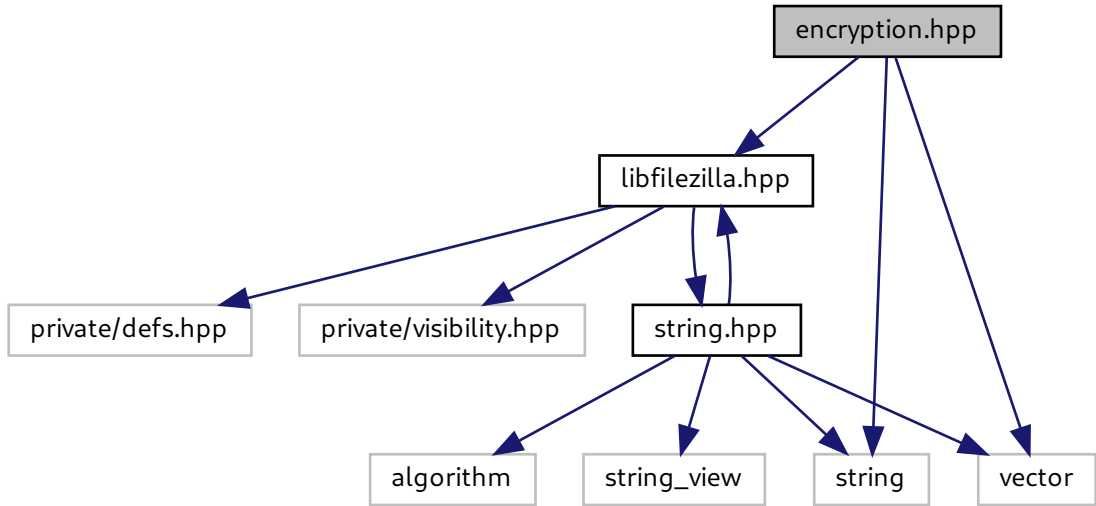 encryption.hpp
libfilezilla.hpp
private/defs.hpp
private/visibility.hpp
string.hpp
algorithm
string_view
string
vector